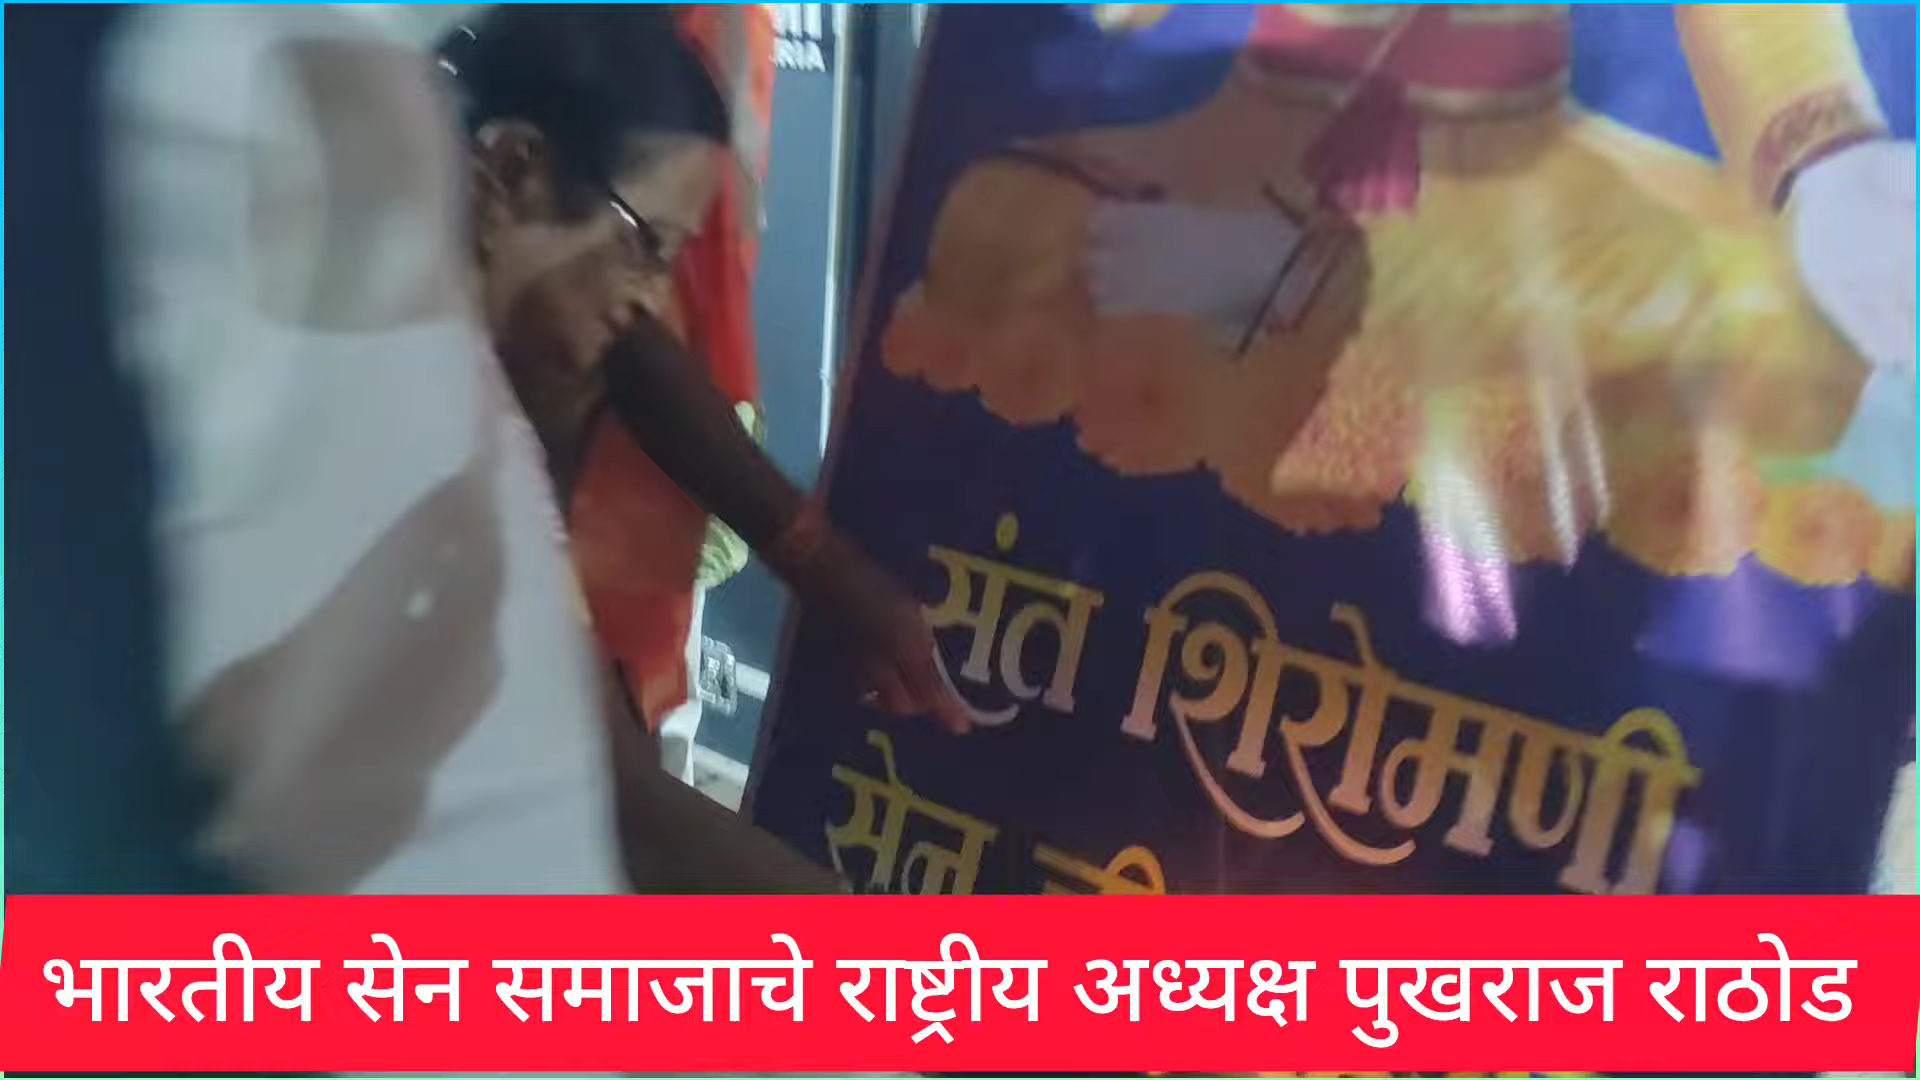 संत शिरोमणी
सेन जी
भारतीय सेन समाजाचे राष्ट्रीय अध्यक्ष पुखराज राठोड